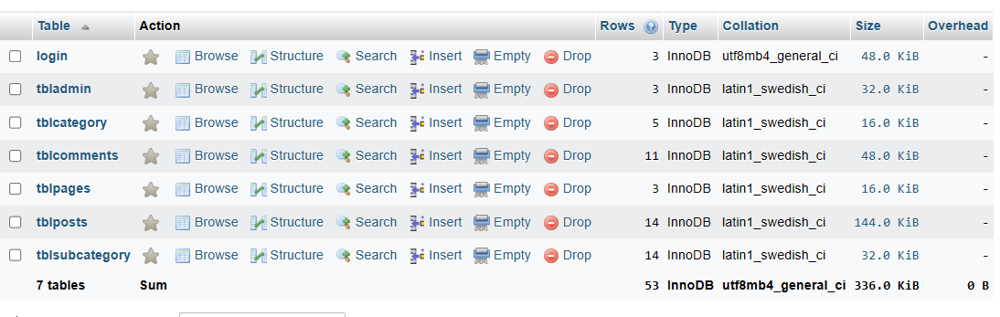 Table Action Rows Type Collation Size Overhead
login Browse Structure Search Insert Empty Drop 3 InnoDB utf8mb4_general_ci 48.0 KiB -
tbladmin Browse Structure Search Insert Empty Drop 3 InnoDB latin1_swedish_ci 32.0 KiB -
tblcategory Browse Structure Search Insert Empty Drop 5 InnoDB latin1_swedish_ci 16.0 KiB -
tblcomments Browse Structure Search Insert Empty Drop 11 InnoDB latin1_swedish_ci 48.0 KiB -
tblpages Browse Structure Search Insert Empty Drop 3 InnoDB latin1_swedish_ci 16.0 KiB -
tblposts Browse Structure Search Insert Empty Drop 14 InnoDB latin1_swedish_ci 144.0 KiB -
tblsubcategory Browse Structure Search Insert Empty Drop 14 InnoDB latin1_swedish_ci 32.0 KiB -
7 tables Sum 53 InnoDB utf8mb4_general_ci 336.0 KiB 0 B